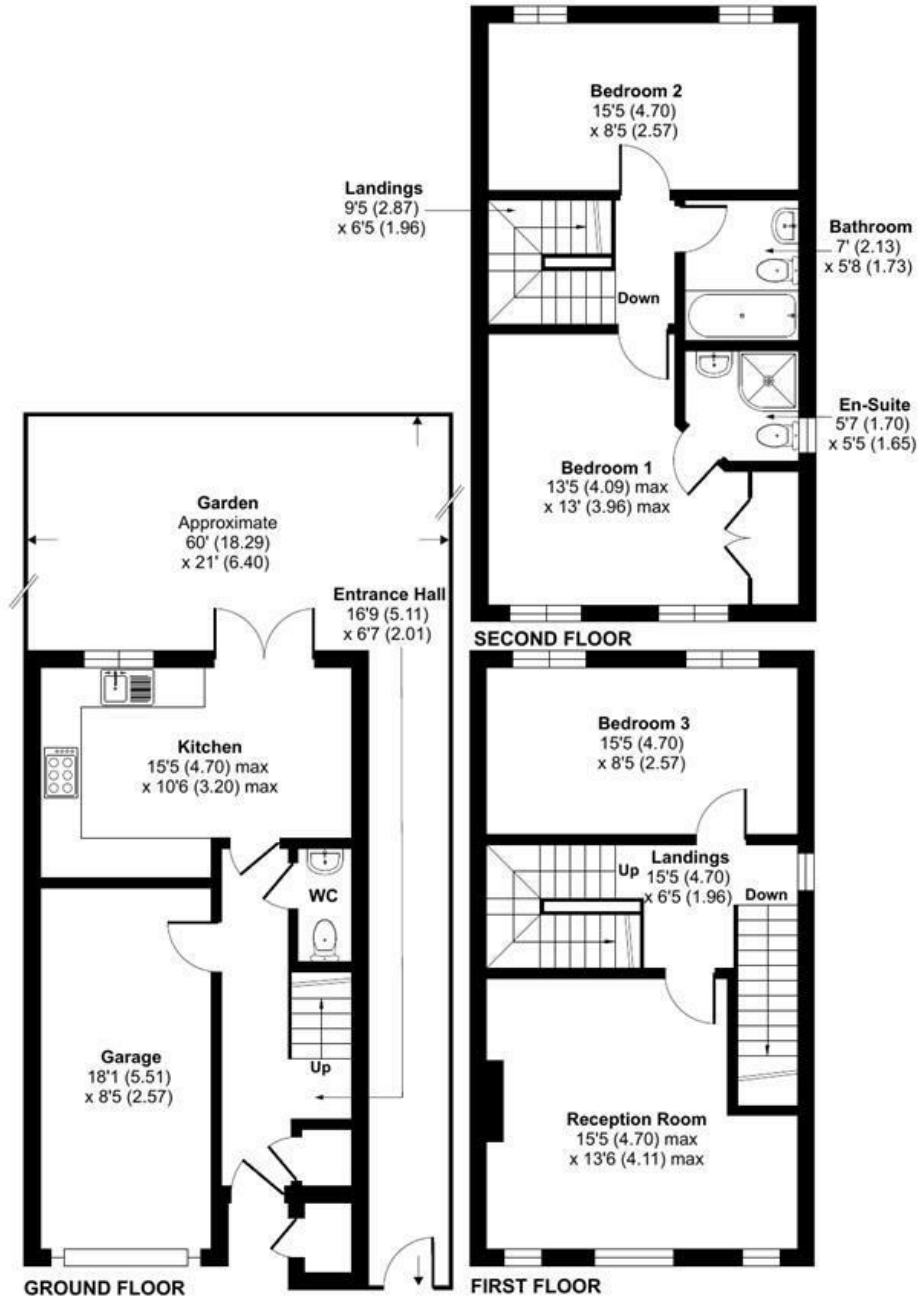 Bedroom 2
15'5 (4.70)
x 8'5 (2.57)
Landings
9'5 (2.87)
x 6'5 (1.96)
Bathroom
7' (2.13)
x 5'8 (1.73)
Down
En-Suite
5'7 (1.70)
x 5'5 (1.65)
Bedroom 1
13'5 (4.09) max
x 13' (3.96) max
SECOND FLOOR
Garden
Approximate
60' (18.29)
x 21' (6.40)
Entrance Hall
16'9 (5.11)
x 6'7 (2.01)
Kitchen
15'5 (4.70) max
x 10'6 (3.20) max
WC
Up
Garage
18'1 (5.51)
x 8'5 (2.57)
GROUND FLOOR
Bedroom 3
15'5 (4.70)
x 8'5 (2.57)
Up
Landings
15'5 (4.70)
x 6'5 (1.96)
Down
Reception Room
15'5 (4.70) max
x 13'6 (4.11) max
FIRST FLOOR